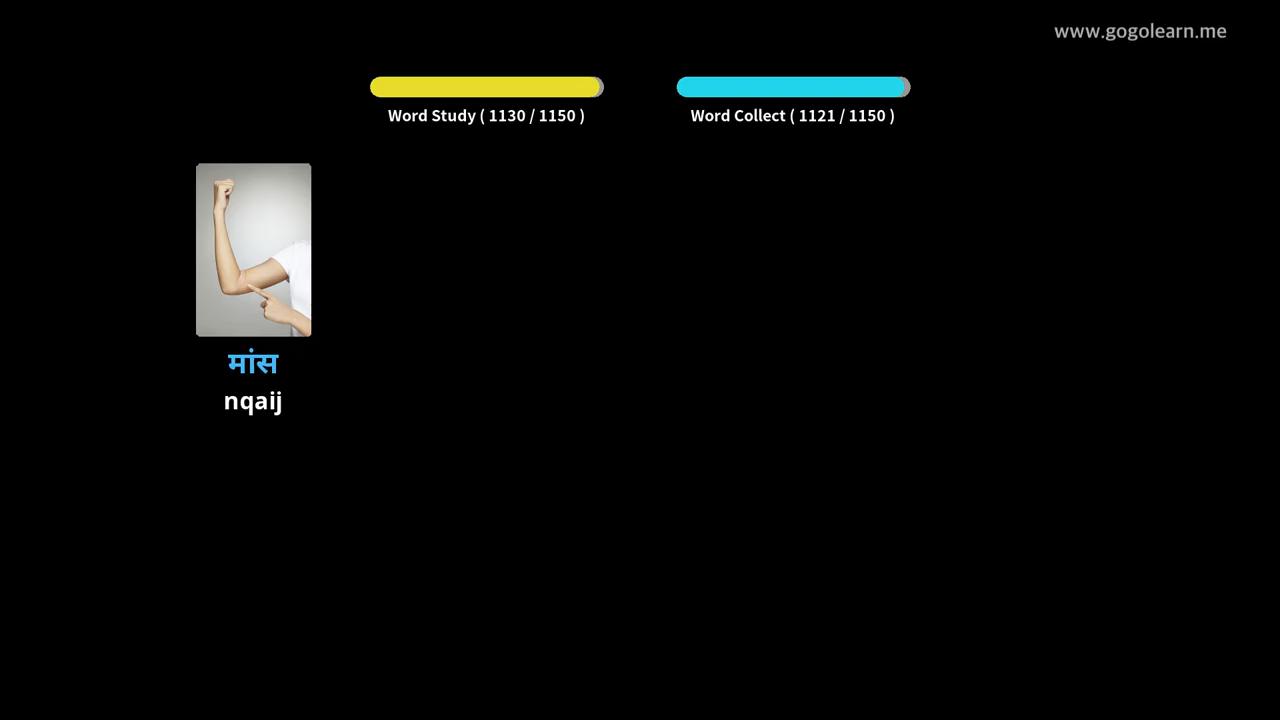 www.gogolearn.me
Word Study ( 1130 / 1150 )
Word Collect ( 1121 / 1150 )
मांस
nqaij